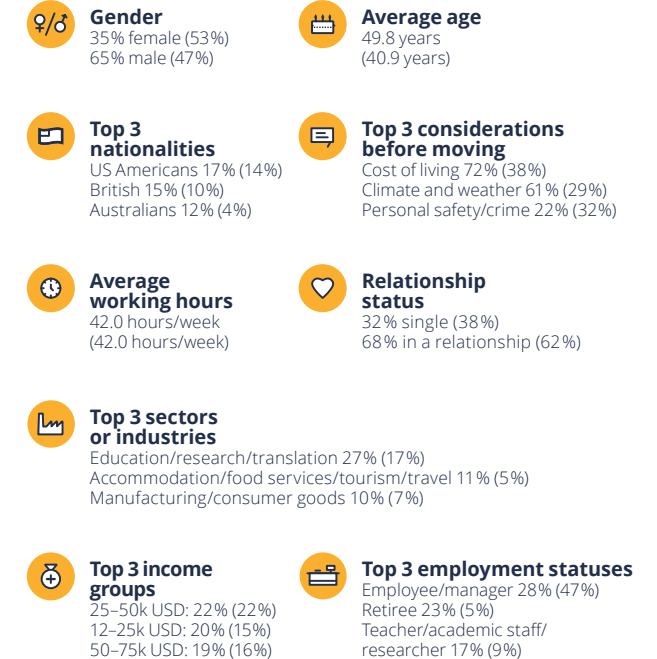 Gender
35% female (53%)
65% male (47%)
Average age
49.8 years
(40.9 years)
Top 3
nationalities
US Americans 17% (14%)
British 15% (10%)
Australians 12% (4%)
Top 3 considerations
before moving
Cost of living 72% (38%)
Climate and weather 61% (29%)
Personal safety/crime 22% (32%)
Average
working hours
42.0 hours/week
(42.0 hours/week)
Relationship
status
32% single (38%)
68% in a relationship (62%)
Top 3 sectors
or industries
Education/research/translation 27% (17%)
Accommodation/food services/tourism/travel 11% (5%)
Manufacturing/consumer goods 10% (7%)
Top 3 income
groups
25–50k USD: 22% (22%)
12–25k USD: 20% (15%)
50–75k USD: 19% (16%)
Top 3 employment statuses
Employee/manager 28% (47%)
Retiree 23% (5%)
Teacher/academic staff/
researcher 17% (9%)